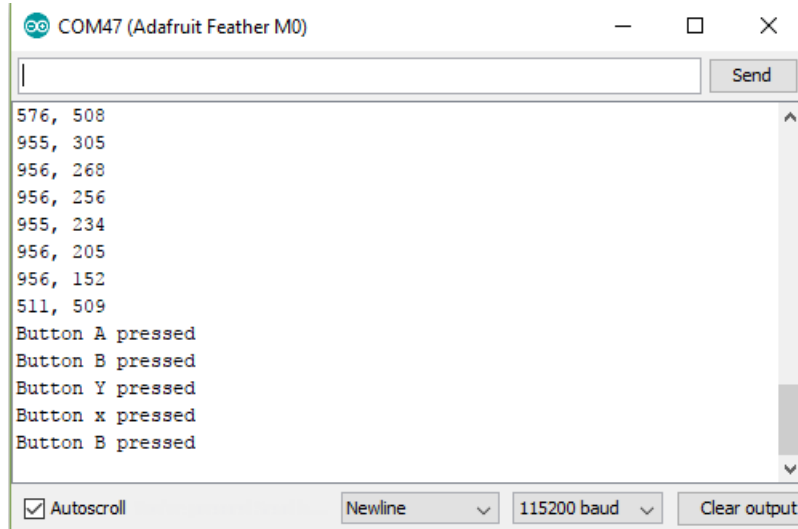 COM47 (Adafruit Feather M0)
Send
576, 508
955, 305
956, 268
956, 256
955, 234
956, 205
956, 152
511, 509
Button A pressed
Button B pressed
Button Y pressed
Button x pressed
Button B pressed
Autoscroll
Newline
115200 baud
Clear output